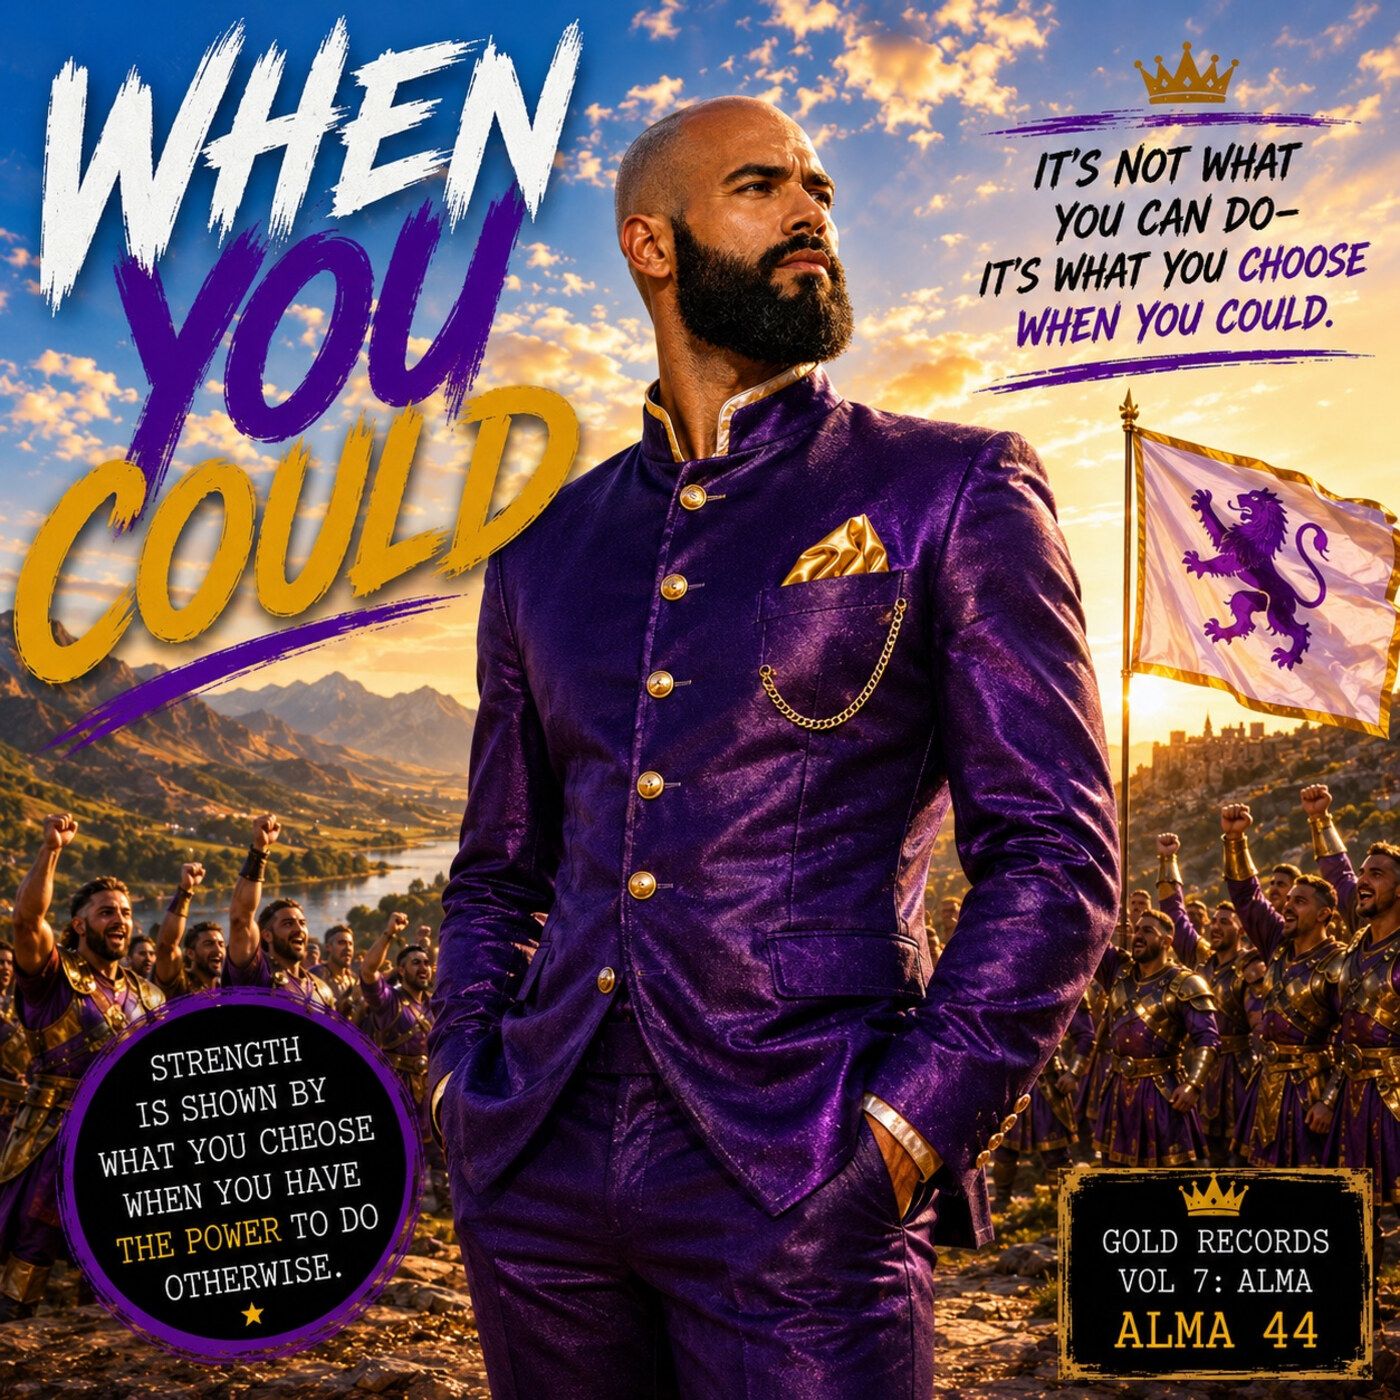 WHEN
YOU
COULD
IT'S NOT WHAT
YOU CAN DO–
IT'S WHAT YOU CHOOSE
WHEN YOU COULD.
STRENGTH
IS SHOWN BY
WHAT YOU CHEOSE
WHEN YOU HAVE
THE POWER TO DO
OTHERWISE.
GOLD RECORDS
VOL 7: ALMA
ALMA 44